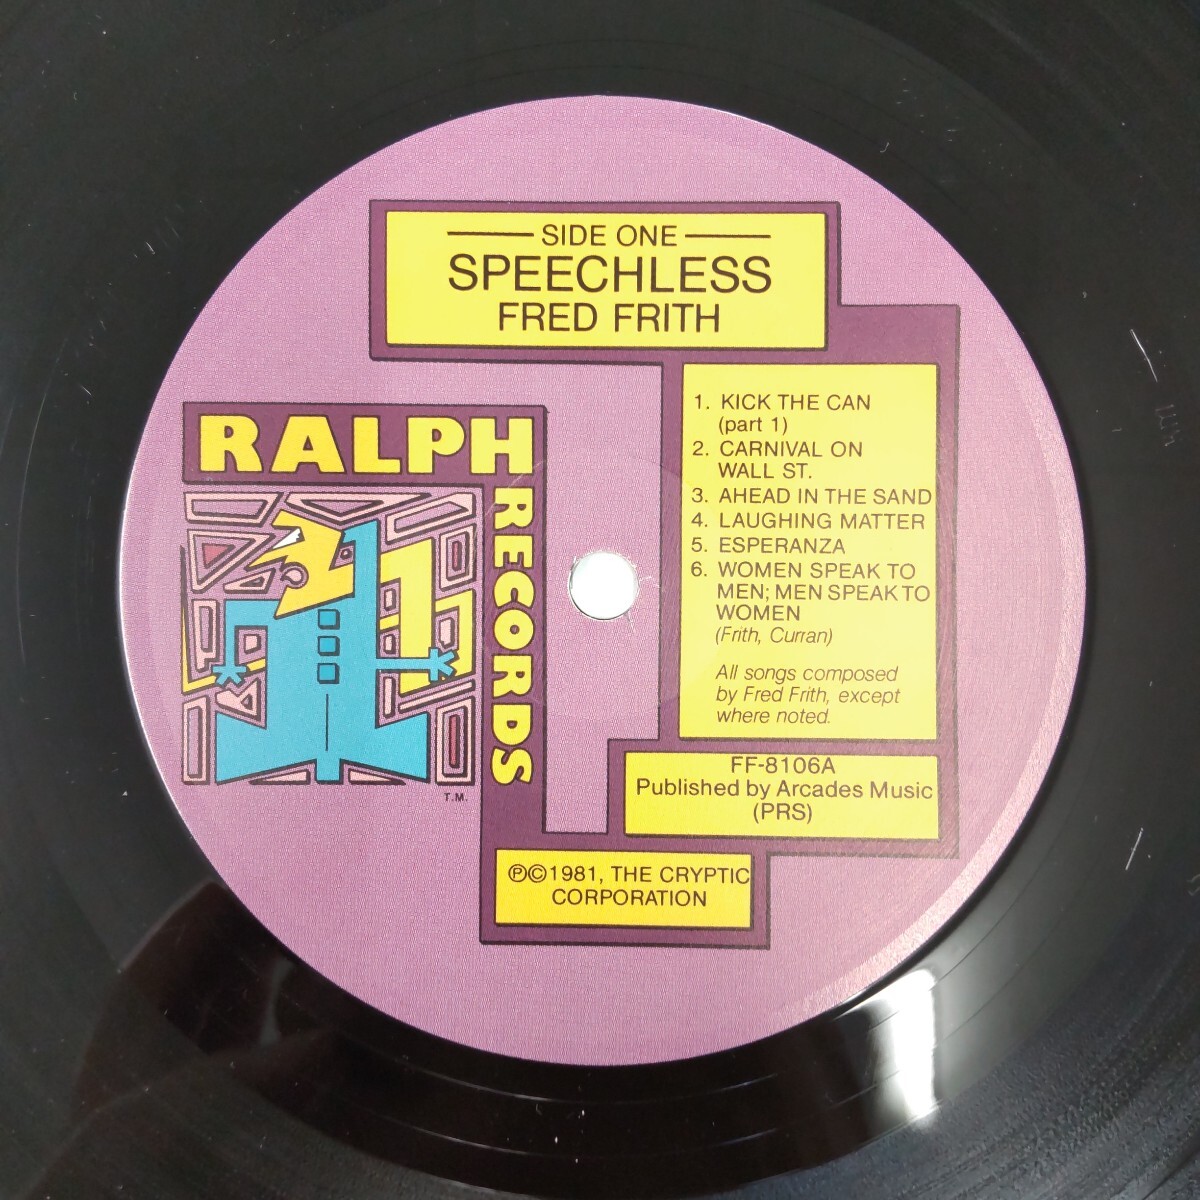 SIDE ONE
SPEECHLESS
FRED FRITH
RALPH
RECORDS
T.M.
1. KICK THE CAN
(part 1)
2. CARNIVAL ON
WALL ST.
3. AHEAD IN THE SAND
4. LAUGHING MATTER
5. ESPERANZA
6. WOMEN SPEAK TO
MEN; MEN SPEAK TO
WOMEN
(Frith, Curran)
All songs composed
by Fred Frith, except
where noted.
FF-8106A
Published by Arcades Music
(PRS)
℗©1981, THE CRYPTIC
CORPORATION